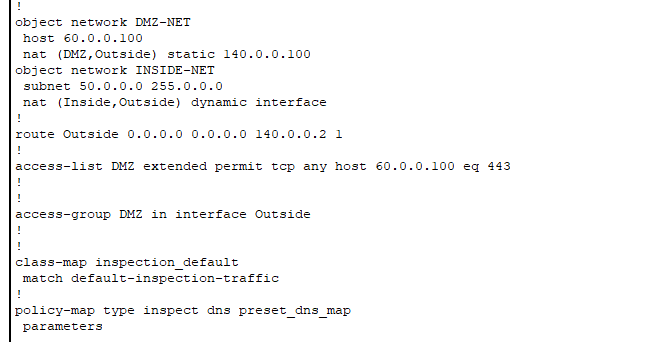 !
object network DMZ-NET
 host 60.0.0.100
 nat (DMZ,Outside) static 140.0.0.100
object network INSIDE-NET
 subnet 50.0.0.0 255.0.0.0
 nat (Inside,Outside) dynamic interface
!
route Outside 0.0.0.0 0.0.0.0 140.0.0.2 1
!
access-list DMZ extended permit tcp any host 60.0.0.100 eq 443
!
!
access-group DMZ in interface Outside
!
!
class-map inspection_default
 match default-inspection-traffic
!
policy-map type inspect dns preset_dns_map
 parameters